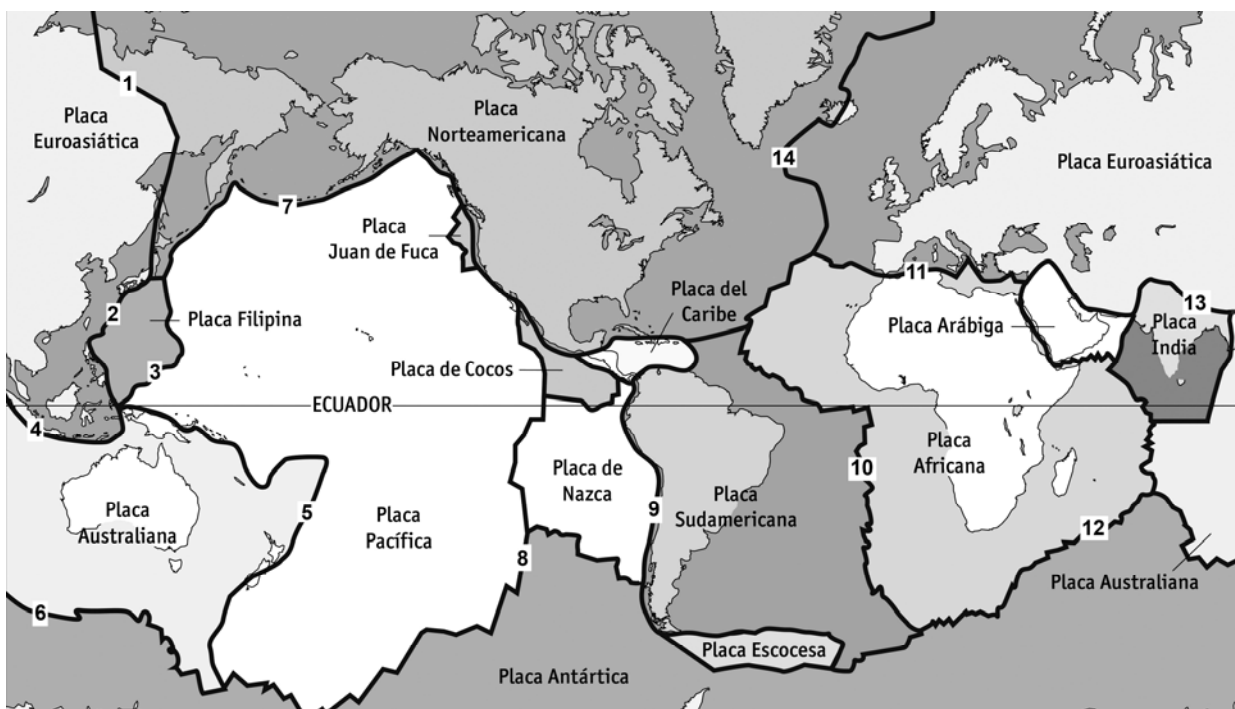 1
Placa
Euroasiática
Placa
Norteamericana
14
Placa Euroasiática
7
Placa
Juan de Fuca
11
2
Placa Filipina
Placa del
Caribe
13
Placa Arábiga
Placa
India
3
Placa de Cocos
ECUADOR
4
Placa
Africana
10
Placa de
Nazca
Placa
Sudamericana
5
9
Placa
Australiana
Placa
Pacífica
12
8
Placa Australiana
6
Placa Escocesa
Placa Antártica